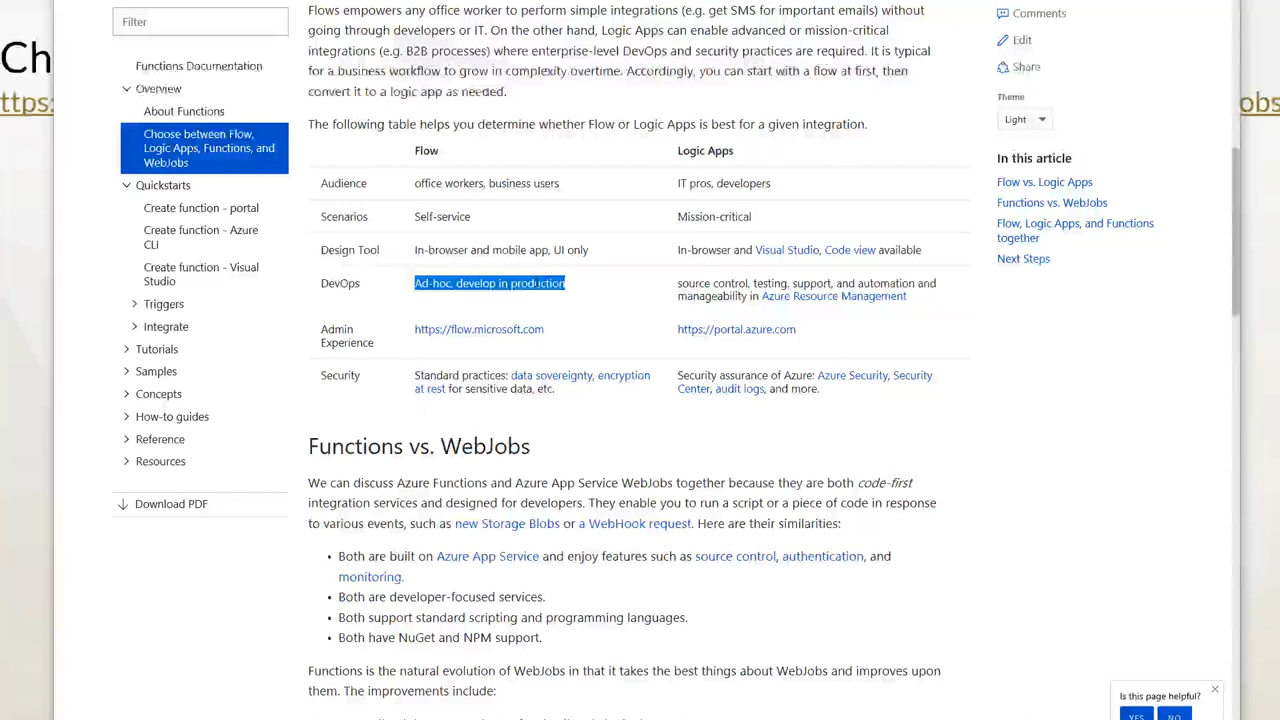 Ch
ttps:
obs
Filter
Functions Documentation
Overview
About Functions
Choose between Flow,
Logic Apps, Functions, and
WebJobs
Quickstarts
Create function - portal
Create function - Azure
CLI
Create function - Visual
Studio
Triggers
Integrate
Tutorials
Samples
Concepts
How-to guides
Reference
Resources
Download PDF
Flows empowers any office worker to perform simple integrations (e.g. get SMS for important emails) without
going through developers or IT. On the other hand, Logic Apps can enable advanced or mission-critical
integrations (e.g. B2B processes) where enterprise-level DevOps and security practices are required. It is typical
for a business workflow to grow in complexity overtime. Accordingly, you can start with a flow at first, then
convert it to a logic app as needed.
The following table helps you determine whether Flow or Logic Apps is best for a given integration.
Flow Logic Apps
Audience office workers, business users IT pros, developers
Scenarios Self-service Mission-critical
Design Tool In-browser and mobile app, UI only In-browser and Visual Studio, Code view available
DevOps Ad-hoc, develop in production source control, testing, support, and automation and
manageability in Azure Resource Management
Admin https://flow.microsoft.com https://portal.azure.com
Experience
Security Standard practices: data sovereignty, encryption Security assurance of Azure: Azure Security, Security
at rest for sensitive data, etc. Center, audit logs, and more.
Functions vs. WebJobs
We can discuss Azure Functions and Azure App Service WebJobs together because they are both code-first
integration services and designed for developers. They enable you to run a script or a piece of code in response
to various events, such as new Storage Blobs or a WebHook request. Here are their similarities:
• Both are built on Azure App Service and enjoy features such as source control, authentication, and
monitoring.
• Both are developer-focused services.
• Both support standard scripting and programming languages.
• Both have NuGet and NPM support.
Functions is the natural evolution of WebJobs in that it takes the best things about WebJobs and improves upon
them. The improvements include:
Comments
Edit
Share
Theme
Light
In this article
Flow vs. Logic Apps
Functions vs. WebJobs
Flow, Logic Apps, and Functions
together
Next Steps
Is this page helpful?
YES NO